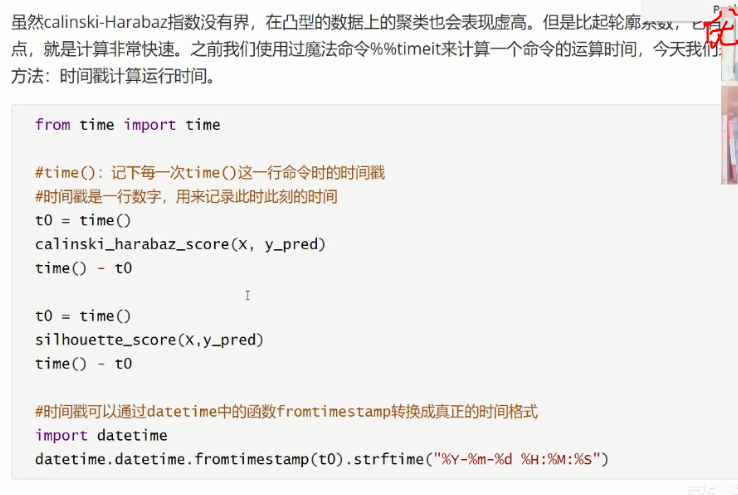 虽然calinski-Harabaz指数没有界，在凸型的数据上的聚类也会表现虚高。但是比起轮廓系数，它
点，就是计算非常快速。之前我们使用过魔法命令%%timeit来计算一个命令的运算时间，今天我们
方法：时间戳计算运行时间。
from time import time
#time()：记下每一次time()这一行命令时的时间戳
#时间戳是一行数字，用来记录此时此刻的时间
t0 = time()
calinski_harabaz_score(X, y_pred)
time() - t0
t0 = time()
silhouette_score(X,y_pred)
time() - t0
#时间戳可以通过datetime中的函数fromtimestamp转换成真正的时间格式
import datetime
datetime.datetime.fromtimestamp(t0).strftime("%Y-%m-%d %H:%M:%S")